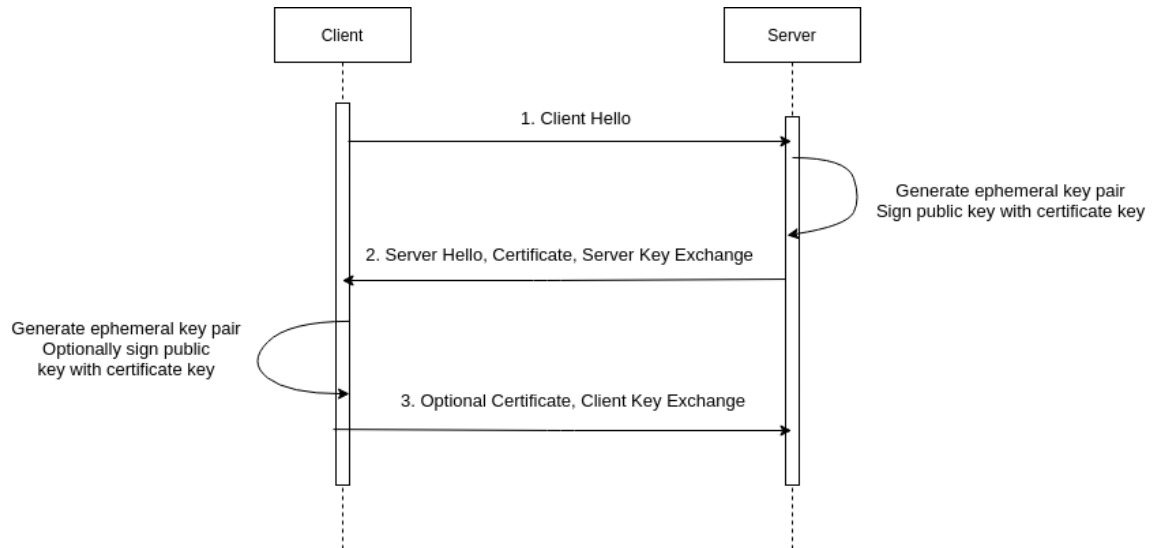 Client
Server
1. Client Hello
Generate ephemeral key pair
Sign public key with certificate key
2. Server Hello, Certificate, Server Key Exchange
Generate ephemeral key pair
Optionally sign public
key with certificate key
3. Optional Certificate, Client Key Exchange